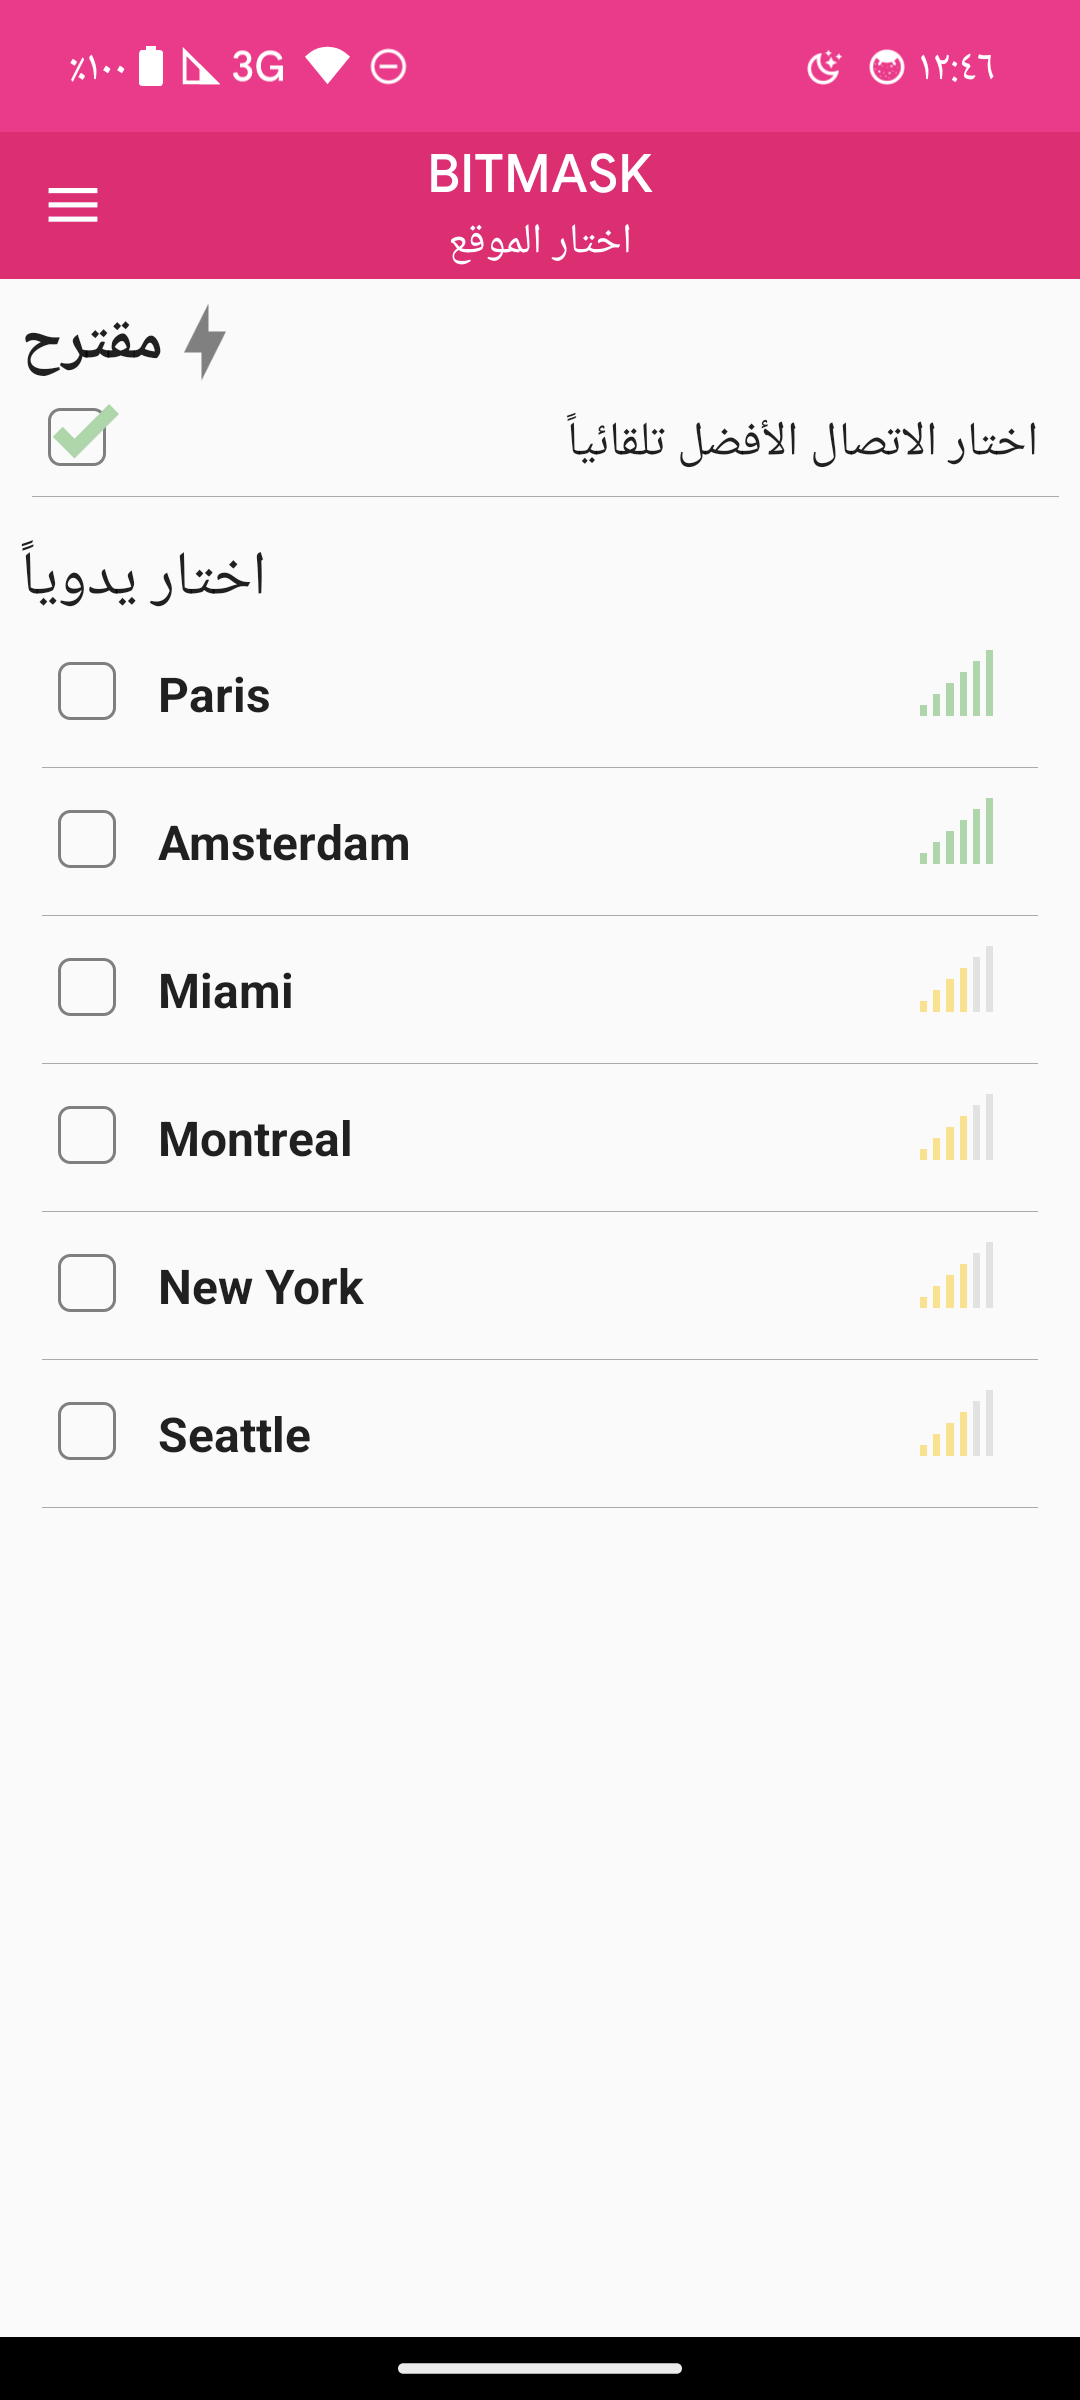 ٪١٠٠ 3G ١٢:٤٦
BITMASK
اختار الموقع
مقترح
اختار الاتصال الأفضل تلقائياً
اختار يدوياً
Paris
Amsterdam
Miami
Montreal
New York
Seattle